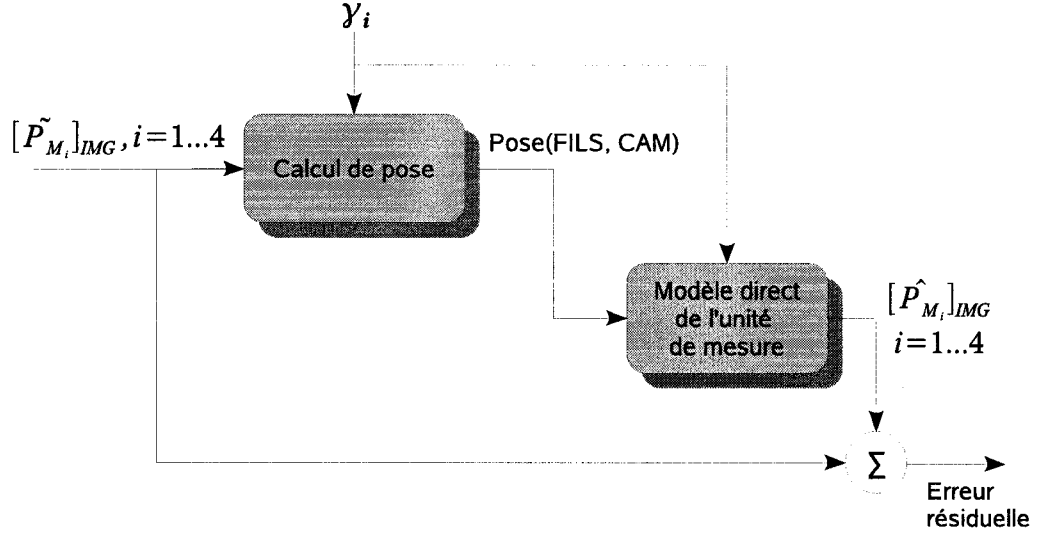 γ_i
[P̃_{M_i}]_{IMG}, i=1...4
Calcul de pose
Pose(FILS, CAM)
Modèle direct
de l'unité
de mesure
[P̂_{M_i}]_{IMG}
i=1...4
Σ
Erreur
résiduelle